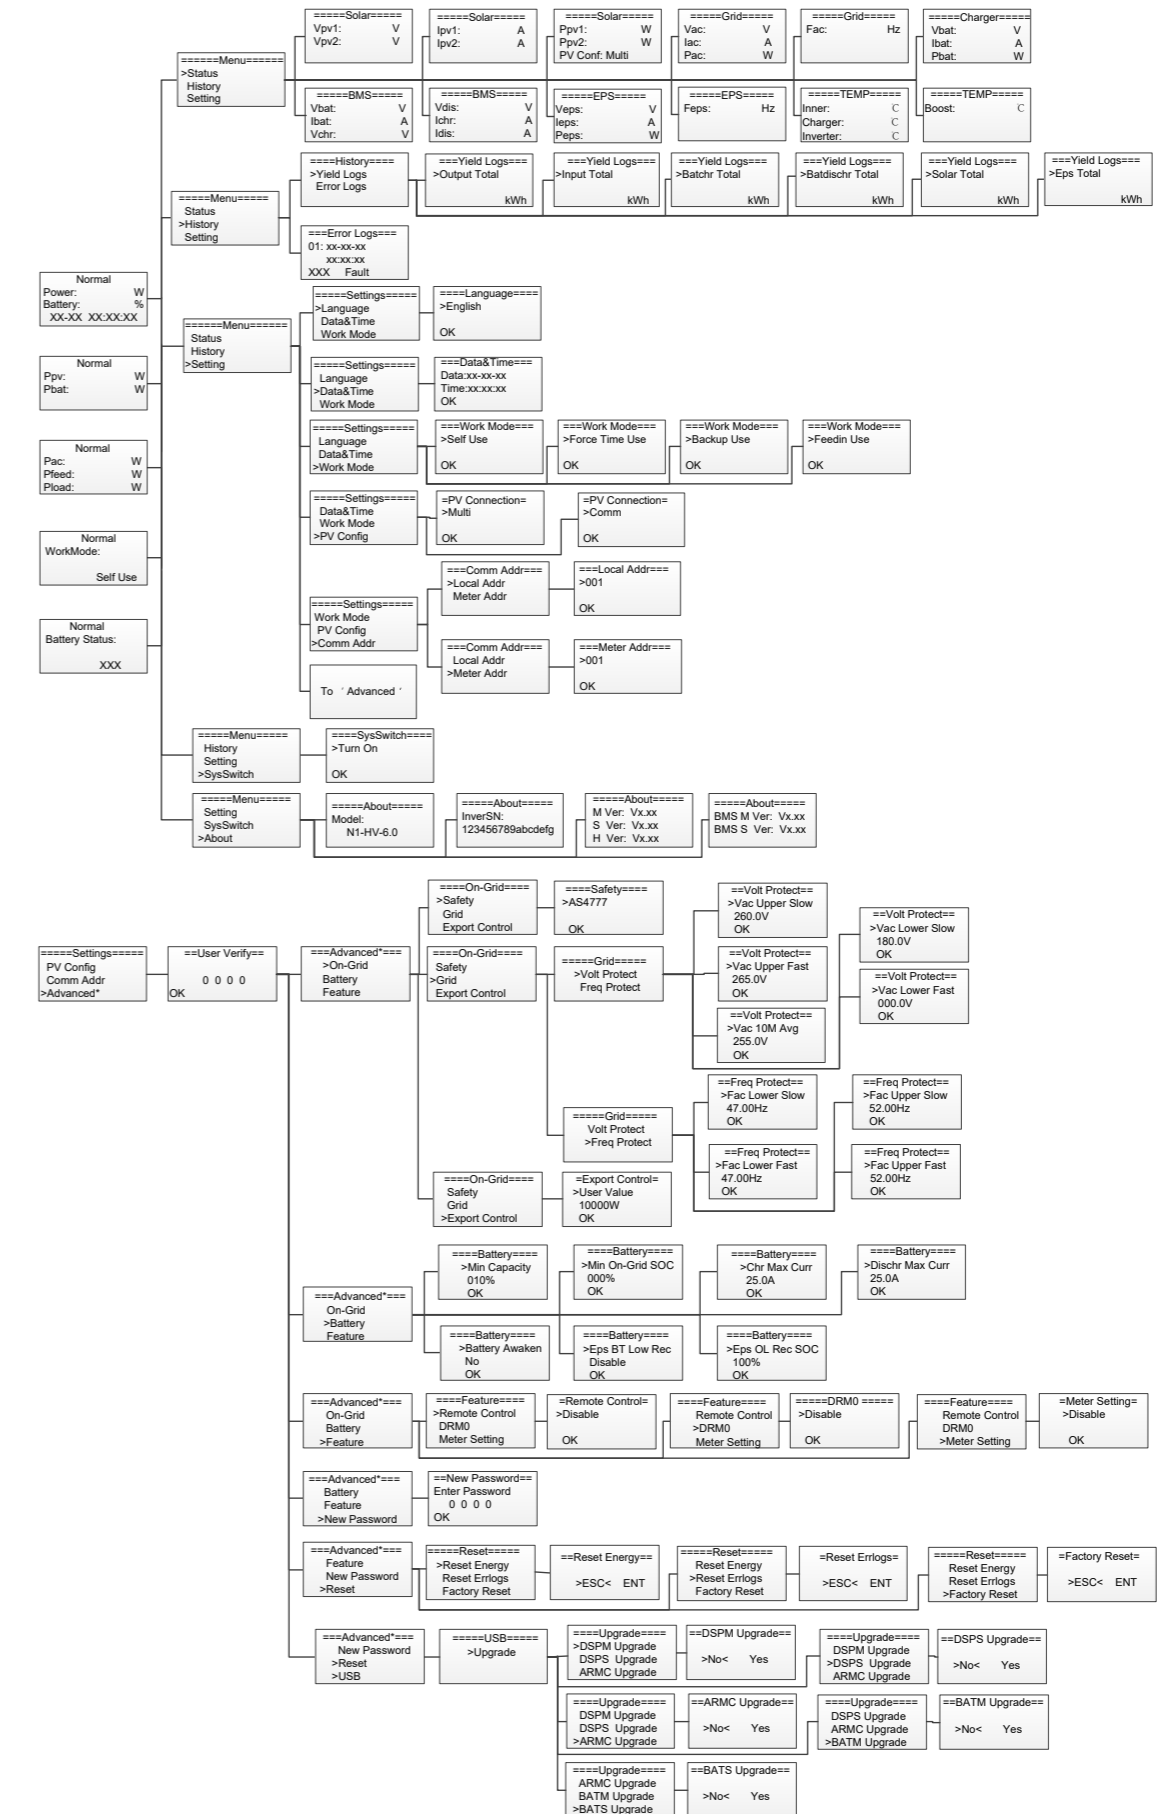 =====Solar=====
Vpv1: V
Vpv2: V
=====Solar=====
Ipv1: A
Ipv2: A
=====Solar=====
Ppv1: W
Ppv2: W
PV Conf: Multi
=====Grid=====
Vac: V
Iac: A
Pac: W
=====Grid=====
Fac: Hz
=====Charger=====
Vbat: V
Ibat: A
Pbat: W
======Menu======
>Status
History
Setting
=====BMS=====
Vbat: V
Ibat: A
Vchr: V
=====BMS=====
Vdis: V
Ichr: A
Idis: A
=====EPS=====
Veps: V
Ieps: A
Peps: W
=====EPS=====
Feps: Hz
=====TEMP=====
Inner: C
Charger: C
Inverter: C
=====TEMP=====
Boost: C
====History====
>Yield Logs
Error Logs
===Yield Logs===
>Output Total
kWh
===Yield Logs===
>Input Total
kWh
===Yield Logs===
>Batchr Total
kWh
===Yield Logs===
>Batdischr Total
kWh
===Yield Logs===
>Solar Total
kWh
===Yield Logs===
>Eps Total
kWh
=====Menu=====
Status
>History
Setting
===Error Logs===
01: xx-xx-xx
xx:xx:xx
XXX Fault
Normal
Power: W
Battery: %
XX-XX XX:XX:XX
Normal
Ppv: W
Pbat: W
Normal
Pac: W
Pfeed: W
Pload: W
Normal
WorkMode:
Self Use
Normal
Battery Status:
XXX
======Menu======
Status
History
>Setting
=====Settings=====
>Language
Data&Time
Work Mode
====Language====
>English
OK
=====Settings=====
Language
>Data&Time
Work Mode
===Data&Time===
Data:xx-xx-xx
Time:xx:xx:xx
OK
=====Settings=====
Language
Data&Time
>Work Mode
===Work Mode===
>Self Use
OK
===Work Mode===
>Force Time Use
OK
===Work Mode===
>Backup Use
OK
===Work Mode===
>Feedin Use
OK
=====Settings=====
Data&Time
Work Mode
>PV Config
=PV Connection=
>Multi
OK
=PV Connection=
>Comm
OK
=====Settings=====
Work Mode
PV Config
>Comm Addr
===Comm Addr===
>Local Addr
Meter Addr
===Local Addr===
>001
OK
===Comm Addr===
Local Addr
>Meter Addr
===Meter Addr===
>001
OK
To ‘ Advanced ’
=====Menu=====
History
Setting
>SysSwitch
====SysSwitch====
>Turn On
OK
=====Menu=====
Setting
SysSwitch
>About
=====About=====
Model:
N1-HV-6.0
=====About=====
InverSN:
123456789abcdefg
=====About=====
M Ver: Vx.xx
S Ver: Vx.xx
H Ver: Vx.xx
=====About=====
BMS M Ver: Vx.xx
BMS S Ver: Vx.xx
=====Settings=====
PV Config
Comm Addr
>Advanced*
==User Verify==
0 0 0 0
OK
===Advanced*===
>On-Grid
Battery
Feature
====On-Grid====
>Safety
Grid
Export Control
====Safety====
>AS4777
OK
====On-Grid====
Safety
>Grid
Export Control
=====Grid=====
>Volt Protect
Freq Protect
==Volt Protect==
>Vac Upper Slow
260.0V
OK
==Volt Protect==
>Vac Lower Slow
180.0V
OK
==Volt Protect==
>Vac Upper Fast
265.0V
OK
==Volt Protect==
>Vac Lower Fast
000.0V
OK
==Volt Protect==
>Vac 10M Avg
255.0V
OK
=====Grid=====
Volt Protect
>Freq Protect
==Freq Protect==
>Fac Lower Slow
47.00Hz
OK
==Freq Protect==
>Fac Upper Slow
52.00Hz
OK
==Freq Protect==
>Fac Lower Fast
47.00Hz
OK
==Freq Protect==
>Fac Upper Fast
52.00Hz
OK
====On-Grid====
Safety
Grid
>Export Control
=Export Control=
>User Value
10000W
OK
===Advanced*===
On-Grid
>Battery
Feature
====Battery====
>Min Capacity
010%
OK
====Battery====
>Min On-Grid SOC
000%
OK
====Battery====
>Chr Max Curr
25.0A
OK
====Battery====
>Dischr Max Curr
25.0A
OK
====Battery====
>Battery Awaken
No
OK
====Battery====
>Eps BT Low Rec
Disable
OK
====Battery====
>Eps OL Rec SOC
100%
OK
===Advanced*===
On-Grid
Battery
>Feature
====Feature====
>Remote Control
DRM0
Meter Setting
=Remote Control=
>Disable
OK
====Feature====
Remote Control
>DRM0
Meter Setting
=====DRM0 =====
>Disable
OK
====Feature====
Remote Control
DRM0
>Meter Setting
=Meter Setting=
>Disable
OK
===Advanced*===
Battery
Feature
>New Password
==New Password==
Enter Password
0 0 0 0
OK
===Advanced*===
Feature
New Password
>Reset
=====Reset=====
>Reset Energy
Reset Errlogs
Factory Reset
==Reset Energy==
>ESC< ENT
=====Reset=====
Reset Energy
>Reset Errlogs
Factory Reset
=Reset Errlogs=
>ESC< ENT
=====Reset=====
Reset Energy
Reset Errlogs
>Factory Reset
=Factory Reset=
>ESC< ENT
===Advanced*===
New Password
>Reset
>USB
=====USB=====
>Upgrade
====Upgrade====
>DSPM Upgrade
DSPS Upgrade
ARMC Upgrade
==DSPM Upgrade==
>No< Yes
====Upgrade====
DSPM Upgrade
>DSPS Upgrade
ARMC Upgrade
==DSPS Upgrade==
>No< Yes
====Upgrade====
DSPM Upgrade
DSPS Upgrade
>ARMC Upgrade
==ARMC Upgrade==
>No< Yes
====Upgrade====
DSPS Upgrade
ARMC Upgrade
>BATM Upgrade
==BATM Upgrade==
>No< Yes
====Upgrade====
ARMC Upgrade
BATM Upgrade
>BATS Upgrade
==BATS Upgrade==
>No< Yes